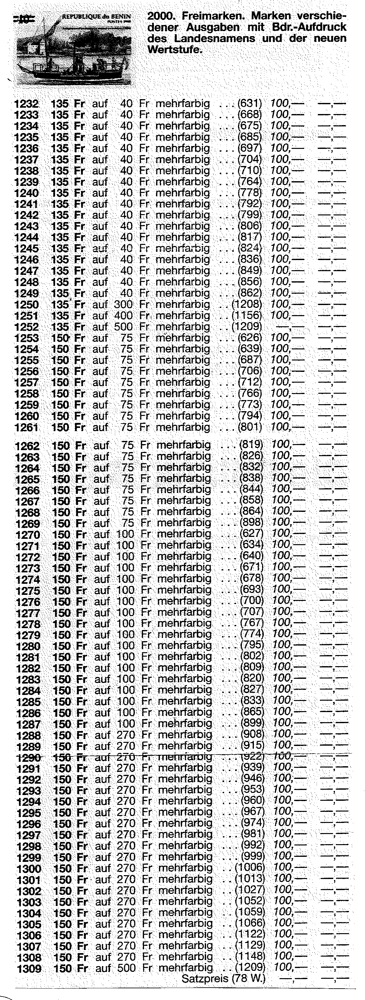 10
REPUBLIQUE du BENIN
2000. Freimarken. Marken verschie-
dener Ausgaben mit Bdr.-Aufdruck
des Landesnamens und der neuen
Wertstufe.
1232 135 Fr auf 40 Fr mehrfarbig ...(631) 100,— —,—
1233 135 Fr auf 40 Fr mehrfarbig ...(668) 100,— —,—
1234 135 Fr auf 40 Fr mehrfarbig ...(675) 100,— —,—
1235 135 Fr auf 40 Fr mehrfarbig ...(685) 100,— —,—
1236 135 Fr auf 40 Fr mehrfarbig ...(697) 100,— —,—
1237 135 Fr auf 40 Fr mehrfarbig ...(704) 100,— —,—
1238 135 Fr auf 40 Fr mehrfarbig ...(710) 100,— —,—
1239 135 Fr auf 40 Fr mehrfarbig ...(764) 100,— —,—
1240 135 Fr auf 40 Fr mehrfarbig ...(778) 100,— —,—
1241 135 Fr auf 40 Fr mehrfarbig ...(792) 100,— —,—
1242 135 Fr auf 40 Fr mehrfarbig ...(799) 100,— —,—
1243 135 Fr auf 40 Fr mehrfarbig ...(806) 100,— —,—
1244 135 Fr auf 40 Fr mehrfarbig ...(817) 100,— —,—
1245 135 Fr auf 40 Fr mehrfarbig ...(824) 100,— —,—
1246 135 Fr auf 40 Fr mehrfarbig ...(836) 100,— —,—
1247 135 Fr auf 40 Fr mehrfarbig ...(849) 100,— —,—
1248 135 Fr auf 40 Fr mehrfarbig ...(856) 100,— —,—
1249 135 Fr auf 40 Fr mehrfarbig ...(862) 100,— —,—
1250 135 Fr auf 300 Fr mehrfarbig ..(1208) 100,— —,—
1251 135 Fr auf 400 Fr mehrfarbig ..(1156) 100,— —,—
1252 135 Fr auf 500 Fr mehrfarbig ..(1209) —,— —,—
1253 150 Fr auf 75 Fr mehrfarbig ...(626) 100,— —,—
1254 150 Fr auf 75 Fr mehrfarbig ...(639) 100,— —,—
1255 150 Fr auf 75 Fr mehrfarbig ...(687) 100,— —,—
1256 150 Fr auf 75 Fr mehrfarbig ...(706) 100,— —,—
1257 150 Fr auf 75 Fr mehrfarbig ...(712) 100,— —,—
1258 150 Fr auf 75 Fr mehrfarbig ...(766) 100,— —,—
1259 150 Fr auf 75 Fr mehrfarbig ...(773) 100,— —,—
1260 150 Fr auf 75 Fr mehrfarbig ...(794) 100,— —,—
1261 150 Fr auf 75 Fr mehrfarbig ...(801) 100,— —,—
1262 150 Fr auf 75 Fr mehrfarbig ...(819) 100,— —,—
1263 150 Fr auf 75 Fr mehrfarbig ...(826) 100,— —,—
1264 150 Fr auf 75 Fr mehrfarbig ...(832) 100,— —,—
1265 150 Fr auf 75 Fr mehrfarbig ...(838) 100,— —,—
1266 150 Fr auf 75 Fr mehrfarbig ...(844) 100,— —,—
1267 150 Fr auf 75 Fr mehrfarbig ...(858) 100,— —,—
1268 150 Fr auf 75 Fr mehrfarbig ...(864) 100,— —,—
1269 150 Fr auf 75 Fr mehrfarbig ...(898) 100,— —,—
1270 150 Fr auf 100 Fr mehrfarbig ...(627) 100,— —,—
1271 150 Fr auf 100 Fr mehrfarbig ...(634) 100,— —,—
1272 150 Fr auf 100 Fr mehrfarbig ...(640) 100,— —,—
1273 150 Fr auf 100 Fr mehrfarbig ...(671) 100,— —,—
1274 150 Fr auf 100 Fr mehrfarbig ...(678) 100,— —,—
1275 150 Fr auf 100 Fr mehrfarbig ...(693) 100,— —,—
1276 150 Fr auf 100 Fr mehrfarbig ...(700) 100,— —,—
1277 150 Fr auf 100 Fr mehrfarbig ...(707) 100,— —,—
1278 150 Fr auf 100 Fr mehrfarbig ...(767) 100,— —,—
1279 150 Fr auf 100 Fr mehrfarbig ...(774) 100,— —,—
1280 150 Fr auf 100 Fr mehrfarbig ...(795) 100,— —,—
1281 150 Fr auf 100 Fr mehrfarbig ...(802) 100,— —,—
1282 150 Fr auf 100 Fr mehrfarbig ...(809) 100,— —,—
1283 150 Fr auf 100 Fr mehrfarbig ...(820) 100,— —,—
1284 150 Fr auf 100 Fr mehrfarbig ...(827) 100,— —,—
1285 150 Fr auf 100 Fr mehrfarbig ...(833) 100,— —,—
1286 150 Fr auf 100 Fr mehrfarbig ...(865) 100,— —,—
1287 150 Fr auf 100 Fr mehrfarbig ...(899) 100,— —,—
1288 150 Fr auf 270 Fr mehrfarbig ...(908) 100,— —,—
1289 150 Fr auf 270 Fr mehrfarbig ...(915) 100,— —,—
1290 150 Fr auf 270 Fr mehrfarbig ...(922) 100,— —,—
1291 150 Fr auf 270 Fr mehrfarbig ...(939) 100,— —,—
1292 150 Fr auf 270 Fr mehrfarbig ...(946) 100,— —,—
1293 150 Fr auf 270 Fr mehrfarbig ...(953) 100,— —,—
1294 150 Fr auf 270 Fr mehrfarbig ...(960) 100,— —,—
1295 150 Fr auf 270 Fr mehrfarbig ...(967) 100,— —,—
1296 150 Fr auf 270 Fr mehrfarbig ...(974) 100,— —,—
1297 150 Fr auf 270 Fr mehrfarbig ...(981) 100,— —,—
1298 150 Fr auf 270 Fr mehrfarbig ...(992) 100,— —,—
1299 150 Fr auf 270 Fr mehrfarbig ...(999) 100,— —,—
1300 150 Fr auf 270 Fr mehrfarbig ..(1006) 100,— —,—
1301 150 Fr auf 270 Fr mehrfarbig ..(1013) 100,— —,—
1302 150 Fr auf 270 Fr mehrfarbig ..(1027) 100,— —,—
1303 150 Fr auf 270 Fr mehrfarbig ..(1052) 100,— —,—
1304 150 Fr auf 270 Fr mehrfarbig ..(1059) 100,— —,—
1305 150 Fr auf 270 Fr mehrfarbig ..(1066) 100,— —,—
1306 150 Fr auf 270 Fr mehrfarbig ..(1122) 100,— —,—
1307 150 Fr auf 270 Fr mehrfarbig ..(1129) 100,— —,—
1308 150 Fr auf 270 Fr mehrfarbig ..(1148) 100,— —,—
1309 150 Fr auf 500 Fr mehrfarbig ..(1209) 100,— —,—
Satzpreis (78 W.) —,— —,—